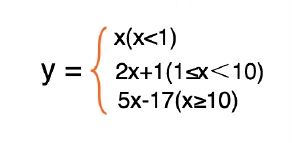 x(x<1)
y = { 2x+1(1≤x＜10)
5x-17(x≥10)